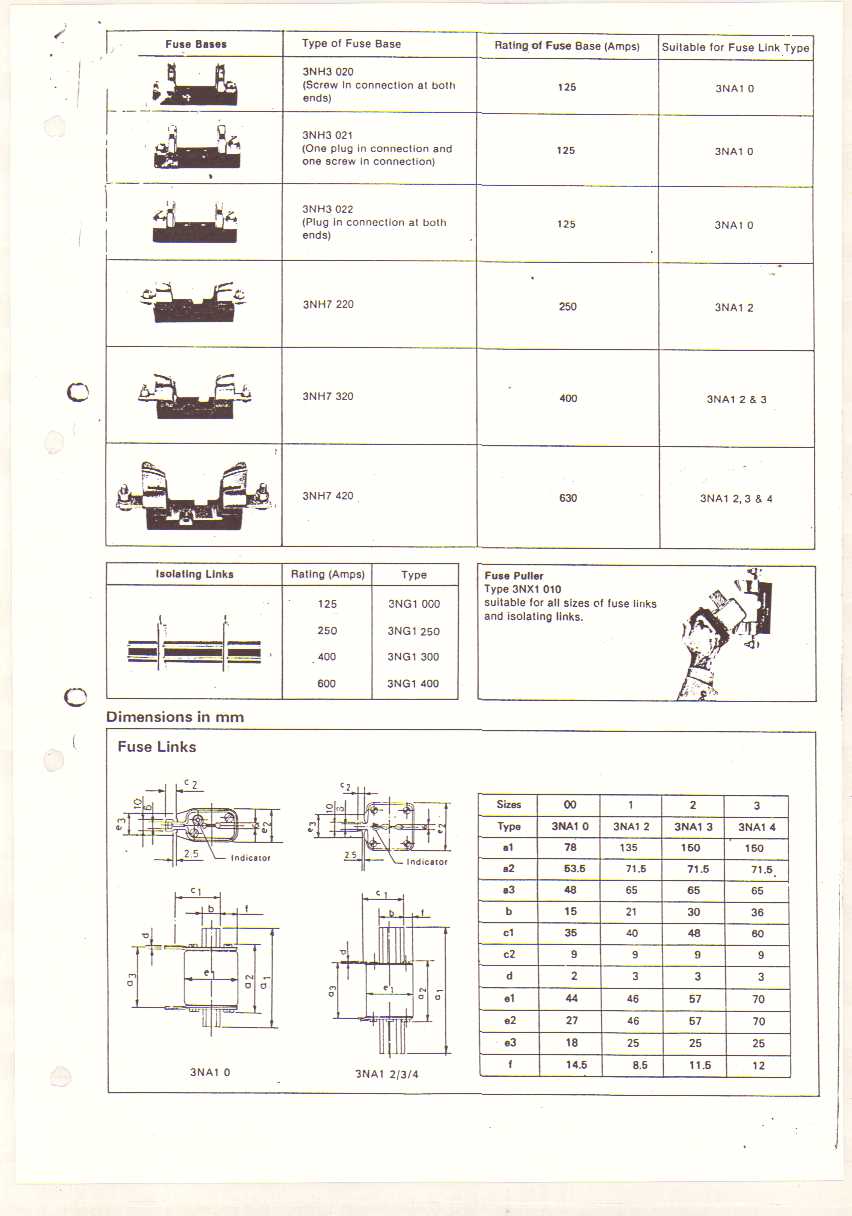 Fuse Bases Type of Fuse Base Rating of Fuse Base (Amps) Suitable for Fuse Link Type
3NH3 020
(Screw in connection at both
ends)
125 3NA1 0
3NH3 021
(One plug in connection and
one screw in connection)
125 3NA1 0
3NH3 022
(Plug in connection at both
ends)
125 3NA1 0
3NH7 220 250 3NA1 2
3NH7 320 400 3NA1 2 & 3
3NH7 420 630 3NA1 2, 3 & 4
Isolating Links Rating (Amps) Type
125 3NG1 000
250 3NG1 250
400 3NG1 300
600 3NG1 400
Fuse Puller
Type 3NX1 010
suitable for all sizes of fuse links
and isolating links.
Dimensions in mm
Fuse Links
c2
10
6
e3
e2
2.5
Indicator
c1
b
f
d
a3
e1
a2
a1
3NA1 0
c2
10
6
e3
e2
2.5
Indicator
c1
b
f
d
a3
e1
a2
a1
3NA1 2/3/4
Sizes 00 1 2 3
Type 3NA1 0 3NA1 2 3NA1 3 3NA1 4
a1 78 135 150 150
a2 53.5 71.5 71.5 71.5
a3 48 65 65 65
b 15 21 30 36
c1 35 40 48 60
c2 9 9 9 9
d 2 3 3 3
e1 44 46 57 70
e2 27 46 57 70
e3 18 25 25 25
f 14.5 8.5 11.5 12